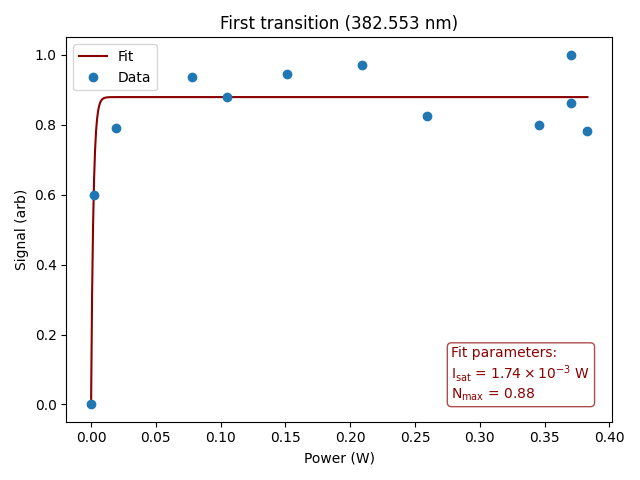 First transition (382.553 nm)
Fit
Data
1.0
0.8
0.6
0.4
0.2
0.0
Signal (arb)
Fit parameters:
I_sat = 1.74 × 10⁻³ W
N_max = 0.88
0.00 0.05 0.10 0.15 0.20 0.25 0.30 0.35 0.40
Power (W)